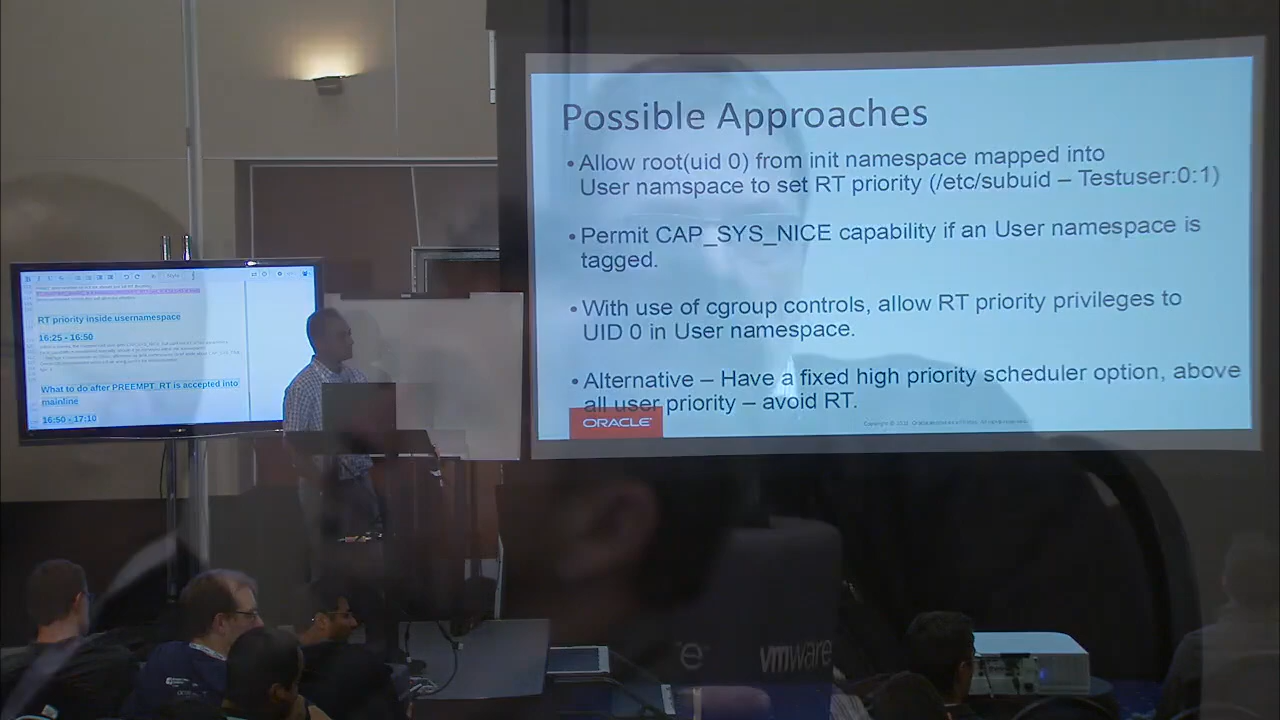 Possible Approaches
• Allow root(uid 0) from init namespace mapped into
User namspace to set RT priority (/etc/subuid – Testuser:0:1)
• Permit CAP_SYS_NICE capability if an User namespace is
tagged.
• With use of cgroup controls, allow RT priority privileges to
UID 0 in User namespace.
• Alternative – Have a fixed high priority scheduler option, above
all user priority – avoid RT.
ORACLE
RT priority inside usernamespace
16:25 - 16:50
What to do after PREEMPT_RT is accepted into
mainline
16:50 - 17:10
vmware